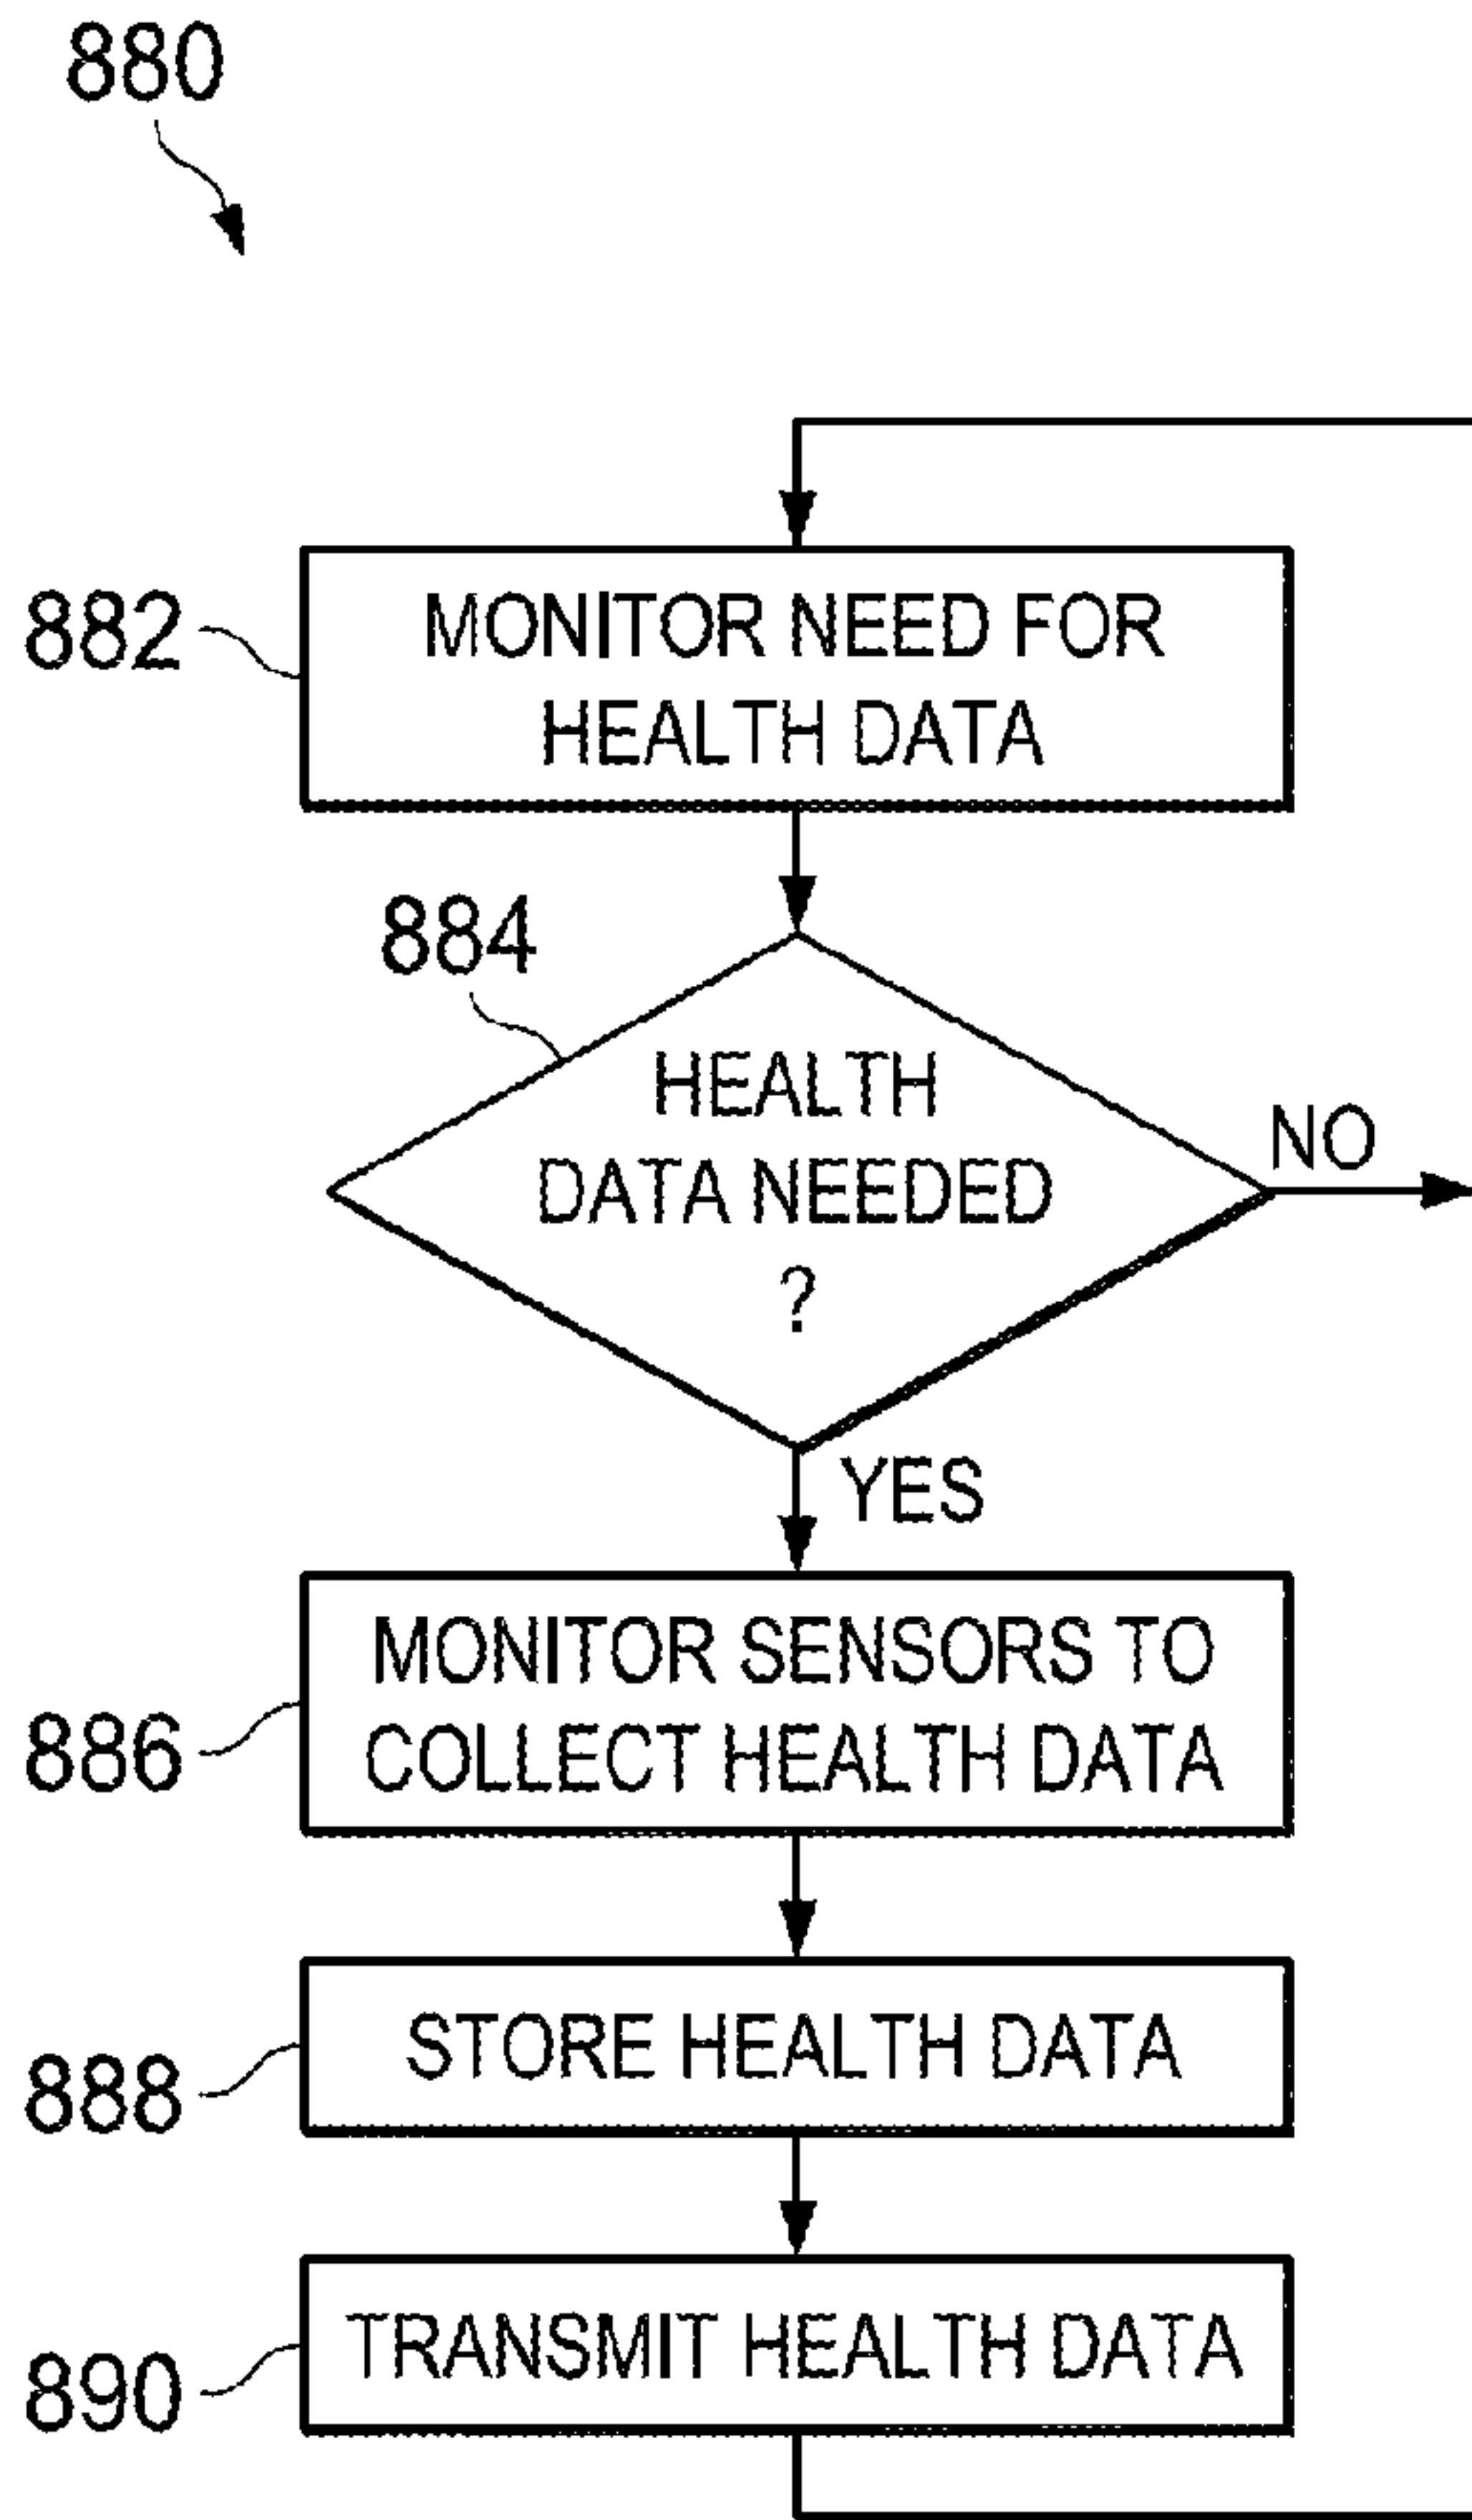 880
882
MONITOR NEED FOR
HEALTH DATA
884
HEALTH
DATA NEEDED
?
NO
YES
886
MONITOR SENSORS TO
COLLECT HEALTH DATA
888
STORE HEALTH DATA
890
TRANSMIT HEALTH DATA